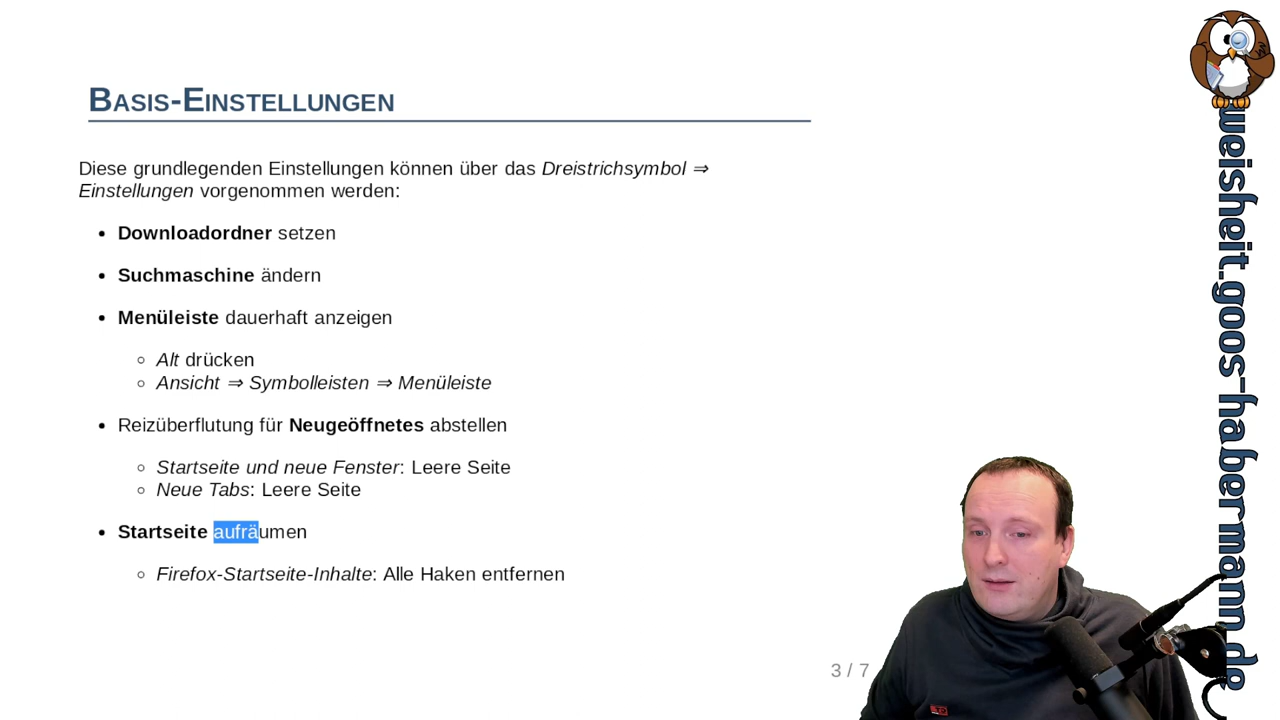 Basis-Einstellungen
Diese grundlegenden Einstellungen können über das Dreistrichsymbol ⇒
Einstellungen vorgenommen werden:
• Downloadordner setzen
• Suchmaschine ändern
• Menüleiste dauerhaft anzeigen
◦ Alt drücken
◦ Ansicht ⇒ Symbolleisten ⇒ Menüleiste
• Reizüberflutung für Neugeöffnetes abstellen
◦ Startseite und neue Fenster: Leere Seite
◦ Neue Tabs: Leere Seite
• Startseite aufräumen
◦ Firefox-Startseite-Inhalte: Alle Haken entfernen
3 / 7
weisheit.goos-habermann.de